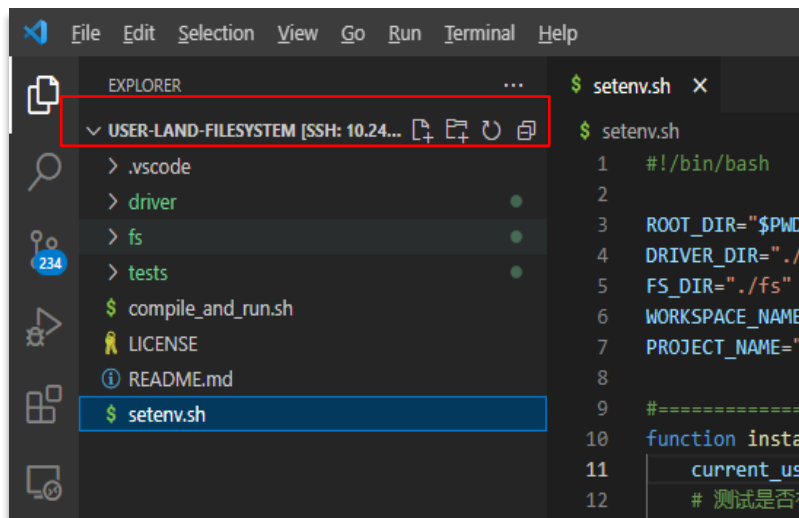 File Edit Selection View Go Run Terminal Help
EXPLORER ...
USER-LAND-FILESYSTEM [SSH: 10.24...
.vscode
driver
fs
tests
$ compile_and_run.sh
LICENSE
README.md
$ setenv.sh
234
$ setenv.sh
$ setenv.sh
1 #!/bin/bash
2
3 ROOT_DIR="$PWD
4 DRIVER_DIR="./
5 FS_DIR="./fs"
6 WORKSPACE_NAME
7 PROJECT_NAME="
8
9 #=============
10 function insta
11 current_us
12 # 测试是否